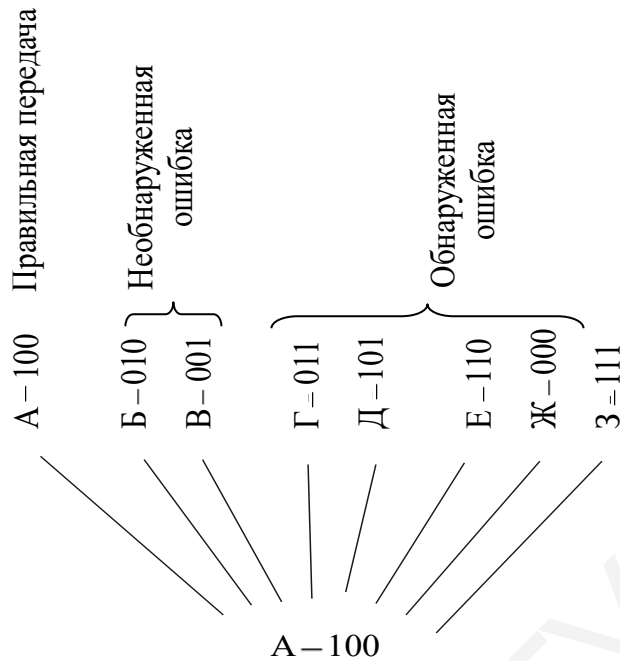 А – 100 Правильная передача
Б – 010
В – 001
Необнаруженная
ошибка
Г = 011
Д = 101
Е – 110
Ж – 000
З = 111
Обнаруженная
ошибка
А – 100